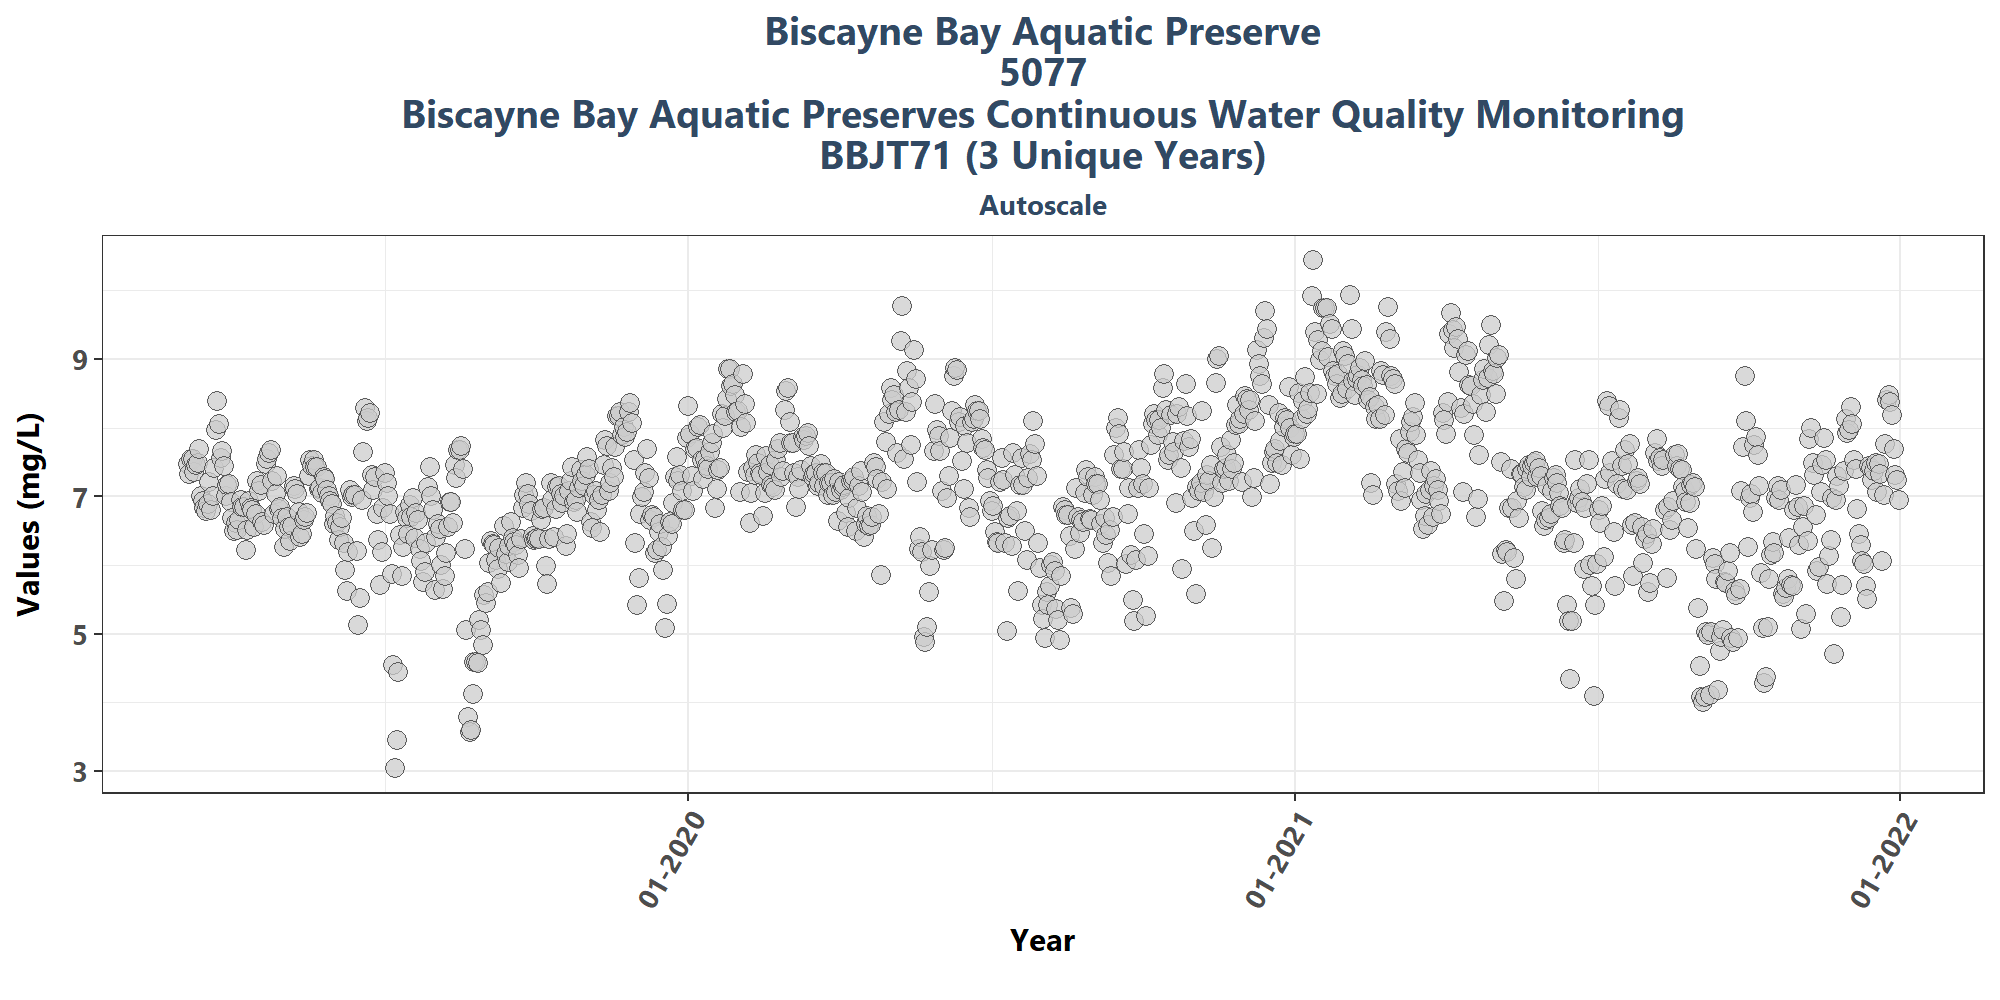 Biscayne Bay Aquatic Preserve
5077
Biscayne Bay Aquatic Preserves Continuous Water Quality Monitoring
BBJT71 (3 Unique Years)
Autoscale
Values (mg/L)
9
7
5
3
01-2020
01-2021
01-2022
Year